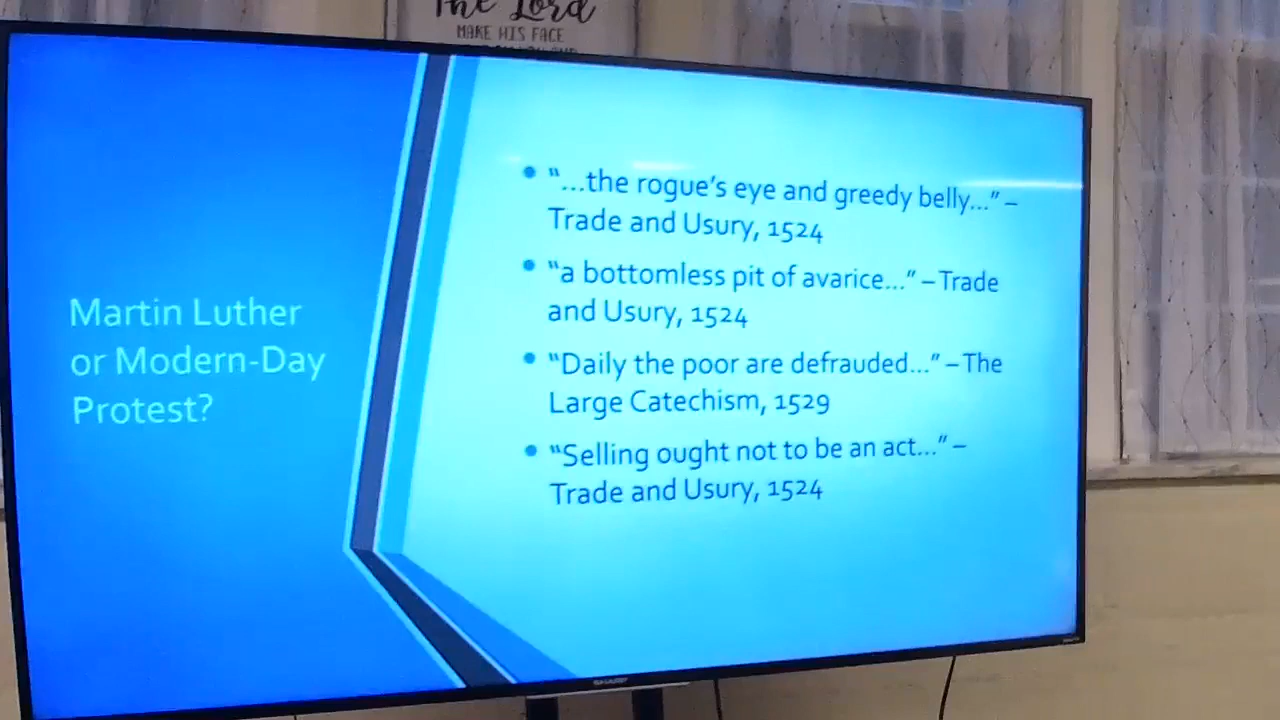 The Lord
MAKE HIS FACE
Martin Luther
or Modern-Day
Protest?
• “...the rogue’s eye and greedy belly...” –
Trade and Usury, 1524
• “a bottomless pit of avarice...” – Trade
and Usury, 1524
• “Daily the poor are defrauded...” – The
Large Catechism, 1529
• “Selling ought not to be an act...” –
Trade and Usury, 1524
SHARP